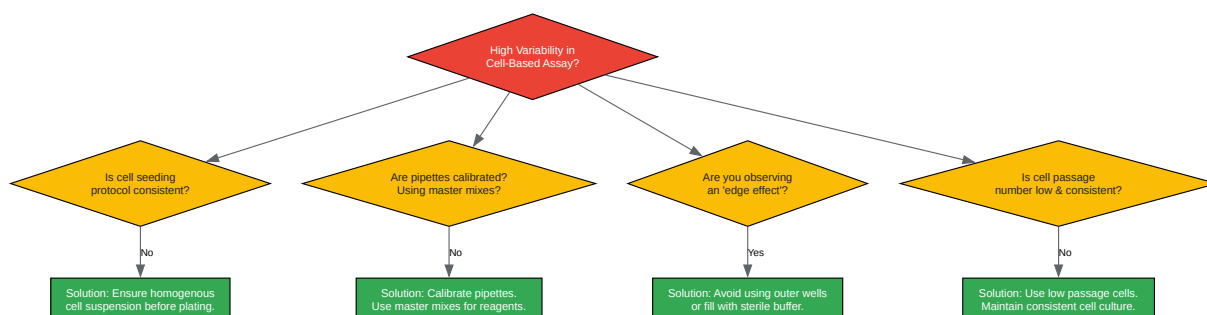 High Variability in
Cell-Based Assay?
Is cell seeding
protocol consistent?
Are pipettes calibrated?
Using master mixes?
Are you observing
an 'edge effect'?
Is cell passage
number low & consistent?
No
No
Yes
No
Solution: Ensure homogenous
cell suspension before plating.
Solution: Calibrate pipettes.
Use master mixes for reagents.
Solution: Avoid using outer wells
or fill with sterile buffer.
Solution: Use low passage cells.
Maintain consistent cell culture.